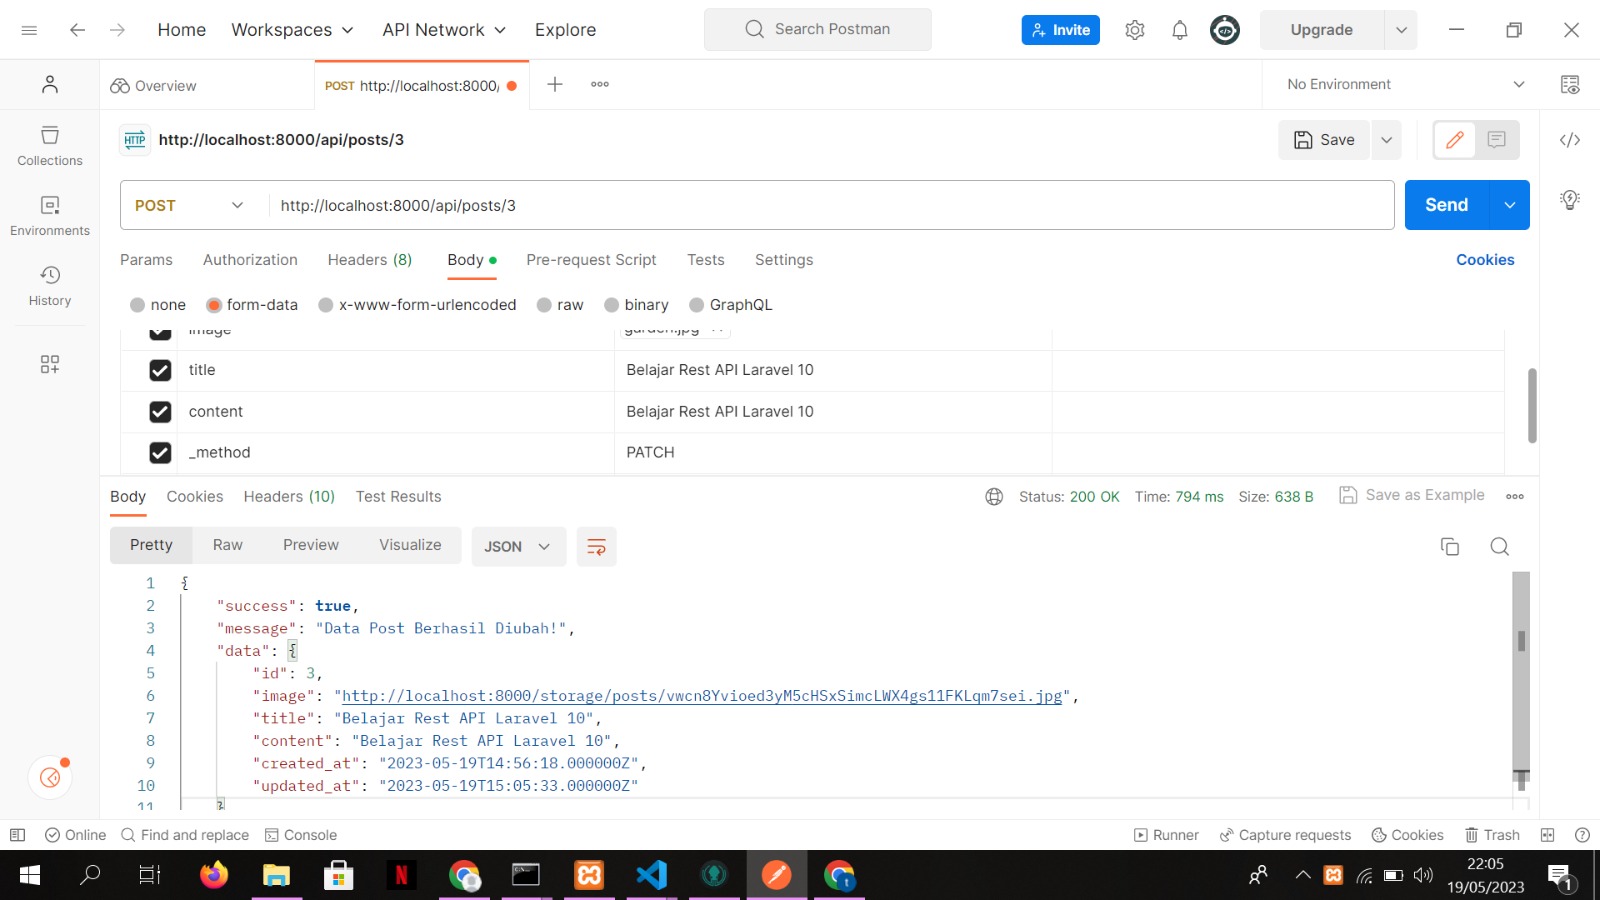 Home Workspaces API Network Explore Search Postman Invite Upgrade
Overview POST http://localhost:8000/ No Environment
HTTP http://localhost:8000/api/posts/3 Save
Collections
POST http://localhost:8000/api/posts/3 Send
Environments
Params Authorization Headers (8) Body Pre-request Script Tests Settings Cookies
History
none form-data x-www-form-urlencoded raw binary GraphQL
image garden.jpg
title Belajar Rest API Laravel 10
content Belajar Rest API Laravel 10
_method PATCH
Body Cookies Headers (10) Test Results Status: 200 OK Time: 794 ms Size: 638 B Save as Example
Pretty Raw Preview Visualize JSON
1 {
2 "success": true,
3 "message": "Data Post Berhasil Diubah!",
4 "data": {
5 "id": 3,
6 "image": "http://localhost:8000/storage/posts/vwcn8Yvioed3yM5cHSxSimcLWX4gs11FKLqm7sei.jpg",
7 "title": "Belajar Rest API Laravel 10",
8 "content": "Belajar Rest API Laravel 10",
9 "created_at": "2023-05-19T14:56:18.000000Z",
10 "updated_at": "2023-05-19T15:05:33.000000Z"
11 }
Online Find and replace Console Runner Capture requests Cookies Trash
22:05
19/05/2023
1